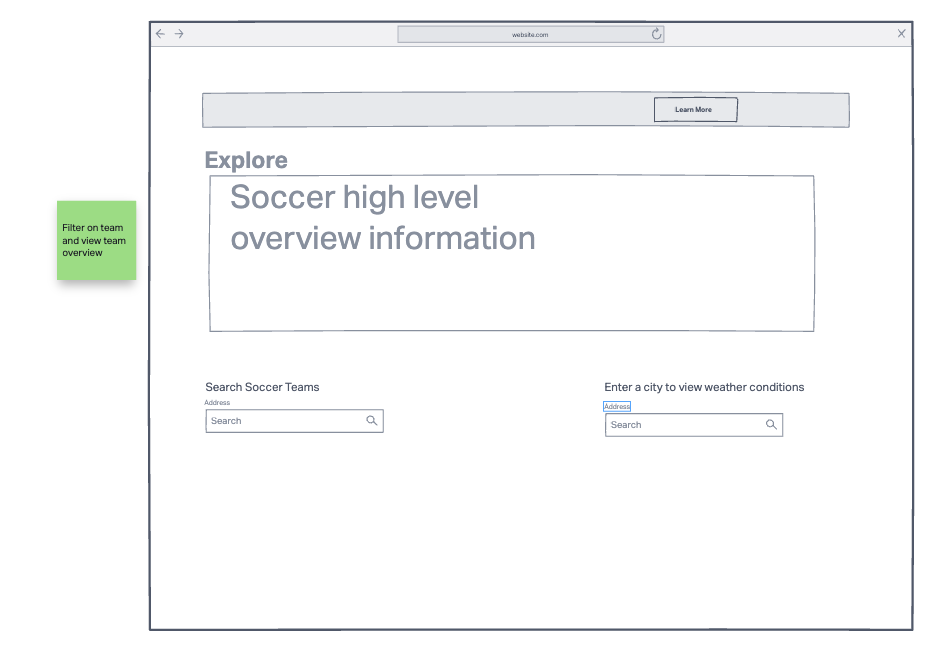 website.com
Learn More
Explore
Soccer high level
overview information
Filter on team
and view team
overview
Search Soccer Teams
Address
Search
Enter a city to view weather conditions
Address
Search